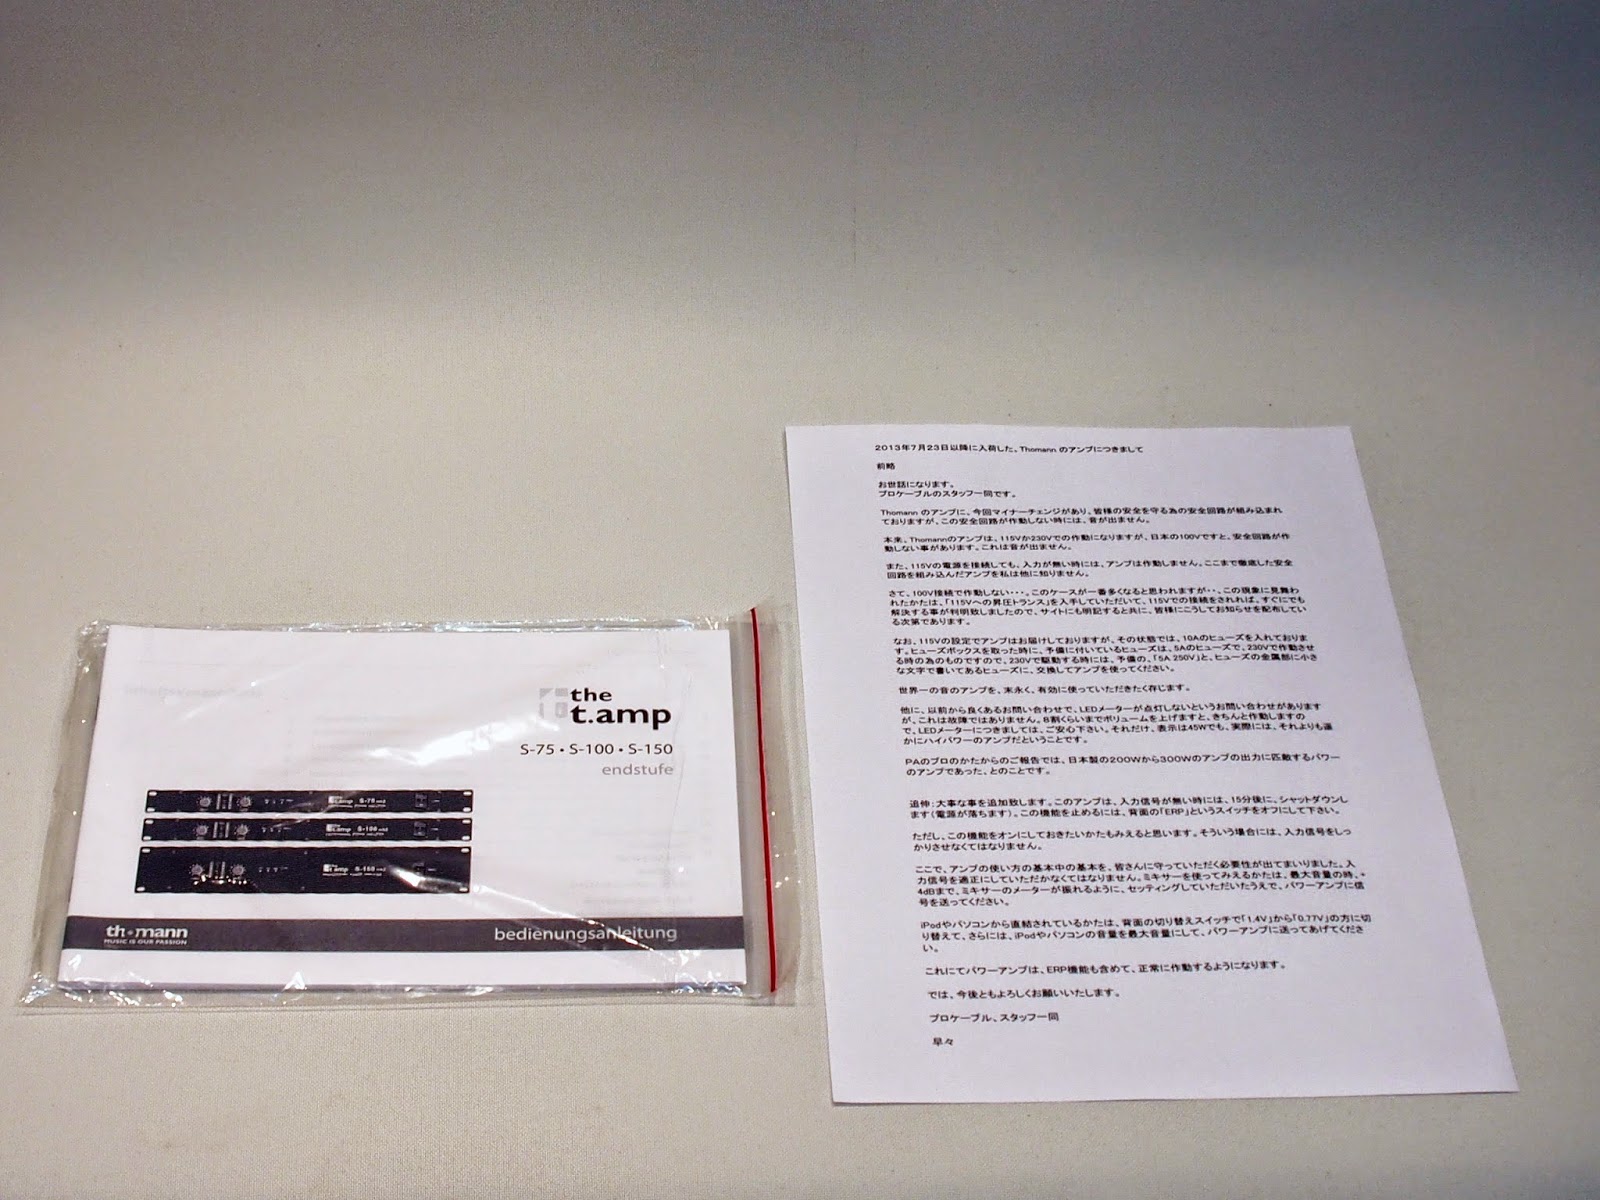 the
t.amp
S-75 • S-100 • S-150
endstufe
t.amp S-75 mk2
t.amp S-100 mk2
t.amp S-150 mk2
th•mann
MUSIC IS OUR PASSION
bedienungsanleitung
2013年7月23日以降に入荷した、Thomann のアンプにつきまして
前略
お世話になります。
プロケーブルのスタッフ一同です。
Thomann のアンプに、今回マイナーチェンジがあり、皆様の安全を守る為の安全回路が組み込まれ
ておりますが、この安全回路が作動しない時には、音が出ません。
本来、Thomannのアンプは、115Vか230Vでの作動になりますが、日本の100Vですと、安全回路が作
動しない事があります。これは音が出ません。
また、115Vの電源を接続しても、入力が無い時には、アンプは作動しません。ここまで徹底した安全
回路を組み込んだアンプを私は他に知りません。
さて、100V接続で作動しない・・・。このケースが一番多くなると思われますが・・、この現象に見舞わ
れたかたは、「115Vへの昇圧トランス」を入手していただいて、115Vでの接続をされれば、すぐにでも
解決する事が判明致しましたので、サイトにも明記すると共に、皆様にこうしてお知らせを配布してい
る次第であります。
なお、115Vの設定でアンプはお届けしておりますが、その状態では、10Aのヒューズを入れておりま
す。ヒューズボックスを取った時に、予備に付いているヒューズは、5Aのヒューズで、230Vで作動させ
る時の為のものですので、230Vで駆動する時には、予備の、「5A 250V」と、ヒューズの金属部に小さ
な文字で書いてあるヒューズに、交換してアンプを使ってください。
世界一の音のアンプを、末永く、有効に使っていただきたく存じます。
他に、以前から良くあるお問い合わせで、LEDメーターが点灯しないというお問い合わせがあります
が、これは故障ではありません。8割くらいまでボリュームを上げますと、きちんと作動しますの
で、LEDメーターにつきましては、ご安心下さい。それだけ、表示は45Wでも、実際には、それよりも遥
かにハイパワーのアンプだということです。
PAのプロのかたからのご報告では、日本製の200Wから300Wのアンプの出力に匹敵するパワー
のアンプであった、とのことです。
追伸：大事な事を追加致します。このアンプは、入力信号が無い時には、15分後に、シャットダウンし
ます（電源が落ちます）。この機能を止めるには、背面の「ERP」というスイッチをオフにして下さい。
ただし、この機能をオンにしておきたいかたもみえると思います。そういう場合には、入力信号をしっ
かりさせなくてはなりません。
ここで、アンプの使い方の基本中の基本を、皆さんに守っていただく必要性が出てまいりました。入
力信号を適正にしていただかなくてはなりません。ミキサーを使ってみえるかたは、最大音量の時、+
4dBまで、ミキサーのメーターが振れるように、セッティングしていただいたうえで、パワーアンプに信
号を送ってください。
iPodやパソコンから直結されているかたは、背面の切り替えスイッチで「1.4V」から「0.77V」の方に切
り替えて、さらには、iPodやパソコンの音量を最大音量にして、パワーアンプに送ってあげてくださ
い。
これにてパワーアンプは、ERP機能も含めて、正常に作動するようになります。
では、今後ともよろしくお願いいたします。
プロケーブル、スタッフ一同
早々